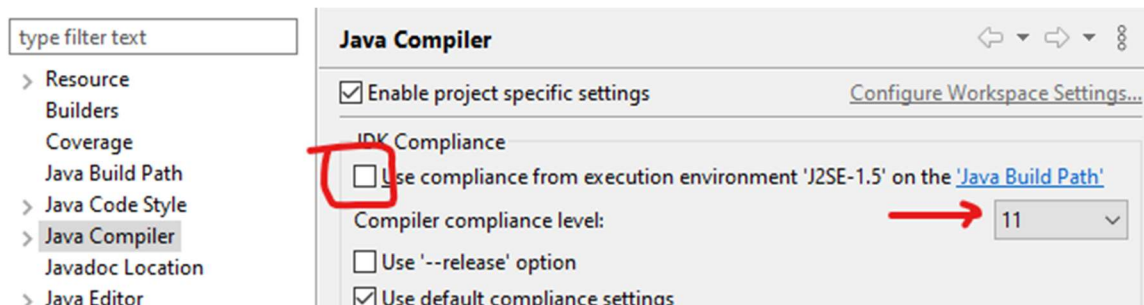 type filter text
Resource
Builders
Coverage
Java Build Path
Java Code Style
Java Compiler
Javadoc Location
Java Editor
Java Compiler
Enable project specific settings
Configure Workspace Settings...
JDK Compliance
Use compliance from execution environment 'J2SE-1.5' on the 'Java Build Path'
Compiler compliance level:
11
Use '--release' option
Use default compliance settings